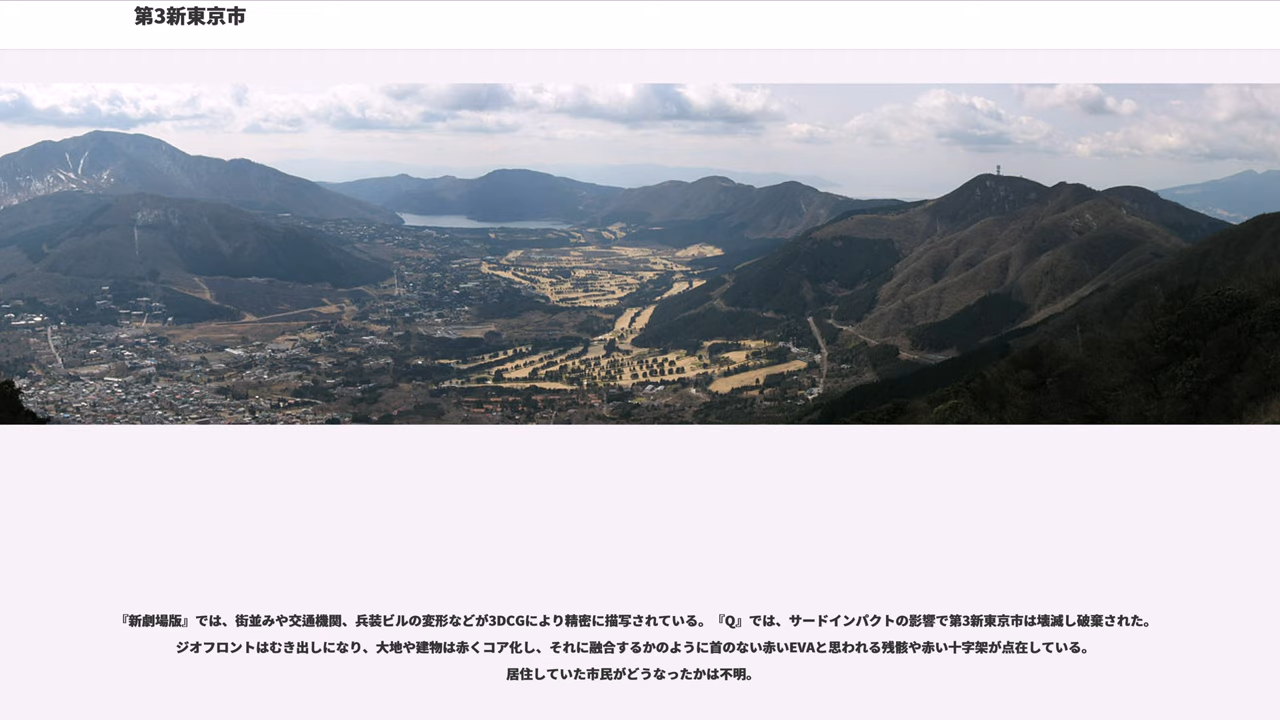 第3新東京市
『新劇場版』では、街並みや交通機関、兵装ビルの変形などが3DCGにより精密に描写されている。『Q』では、サードインパクトの影響で第3新東京市は壊滅し破棄された。
ジオフロントはむき出しになり、大地や建物は赤くコア化し、それに融合するかのように首のない赤いEVAと思われる残骸や赤い十字架が点在している。
居住していた市民がどうなったかは不明。